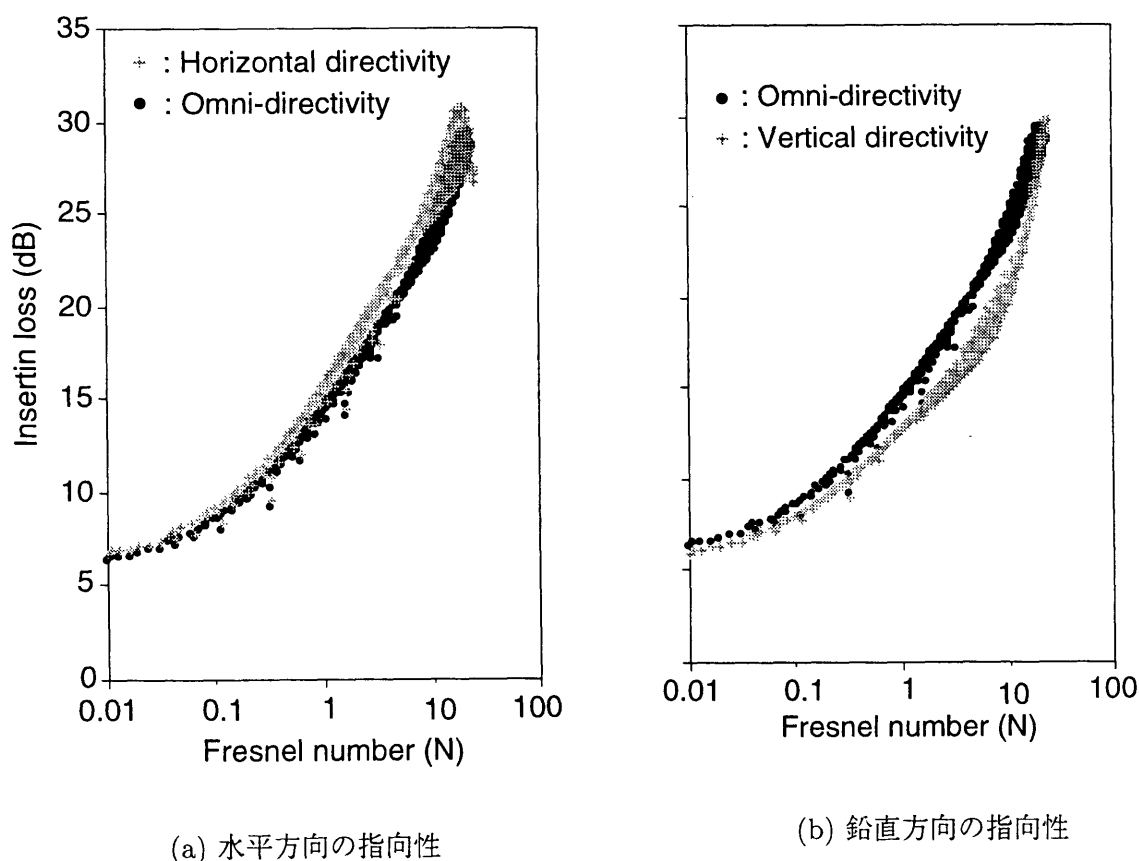 35
30
25
20
15
10
5
0
Insertin loss (dB)
+ : Horizontal directivity
● : Omni-directivity
0.01 0.1 1 10 100
Fresnel number (N)
(a) 水平方向の指向性
● : Omni-directivity
+ : Vertical directivity
0.01 0.1 1 10 100
Fresnel number (N)
(b) 鉛直方向の指向性